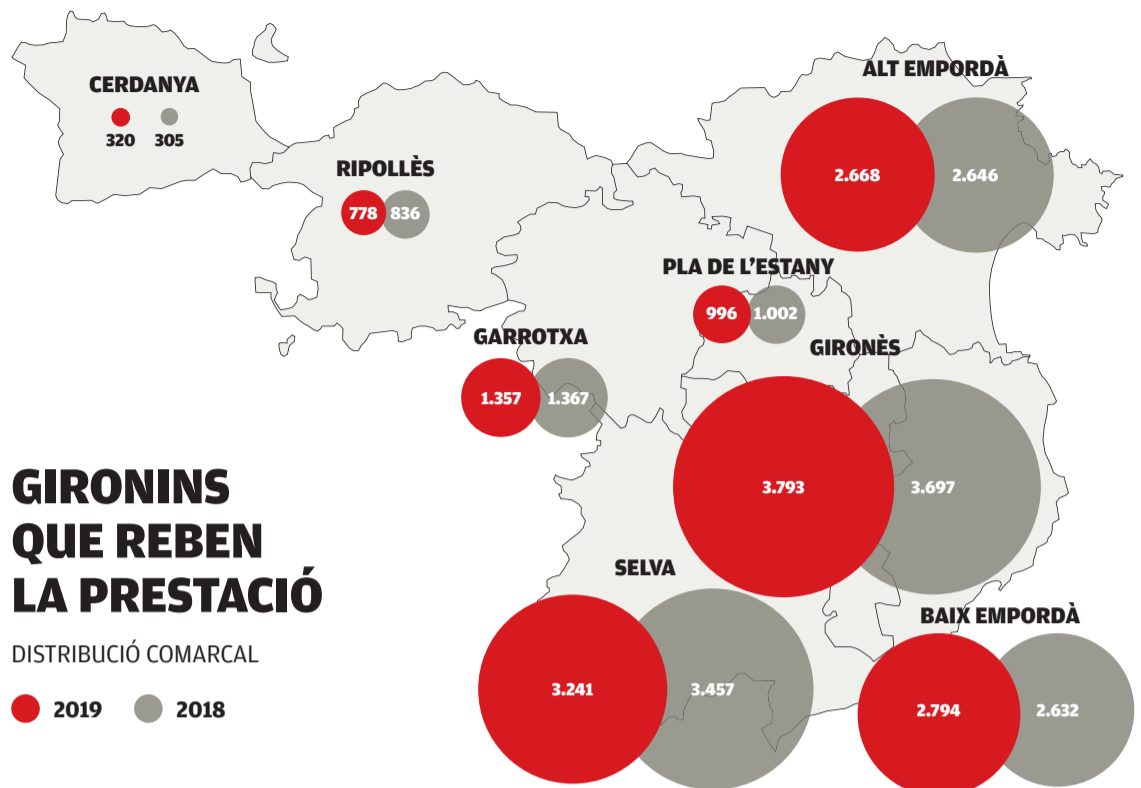 CERDANYA
320 305
RIPOLLÈS
778 836
ALT EMPORDÀ
2.668 2.646
PLA DE L'ESTANY
996 1.002
GARROTXA
1.357 1.367
GIRONÈS
3.793 3.697
SELVA
3.241 3.457
BAIX EMPORDÀ
2.794 2.632
GIRONINS
QUE REBEN
LA PRESTACIÓ
DISTRIBUCIÓ COMARCAL
2019 2018